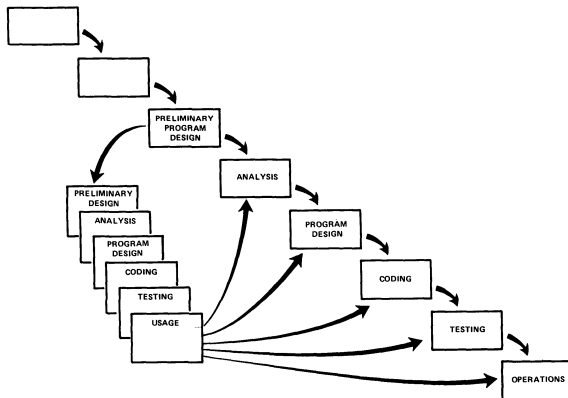 PRELIMINARY
PROGRAM
DESIGN
ANALYSIS
PROGRAM
DESIGN
CODING
TESTING
OPERATIONS
PRELIMINARY
DESIGN
ANALYSIS
PROGRAM
DESIGN
CODING
TESTING
USAGE